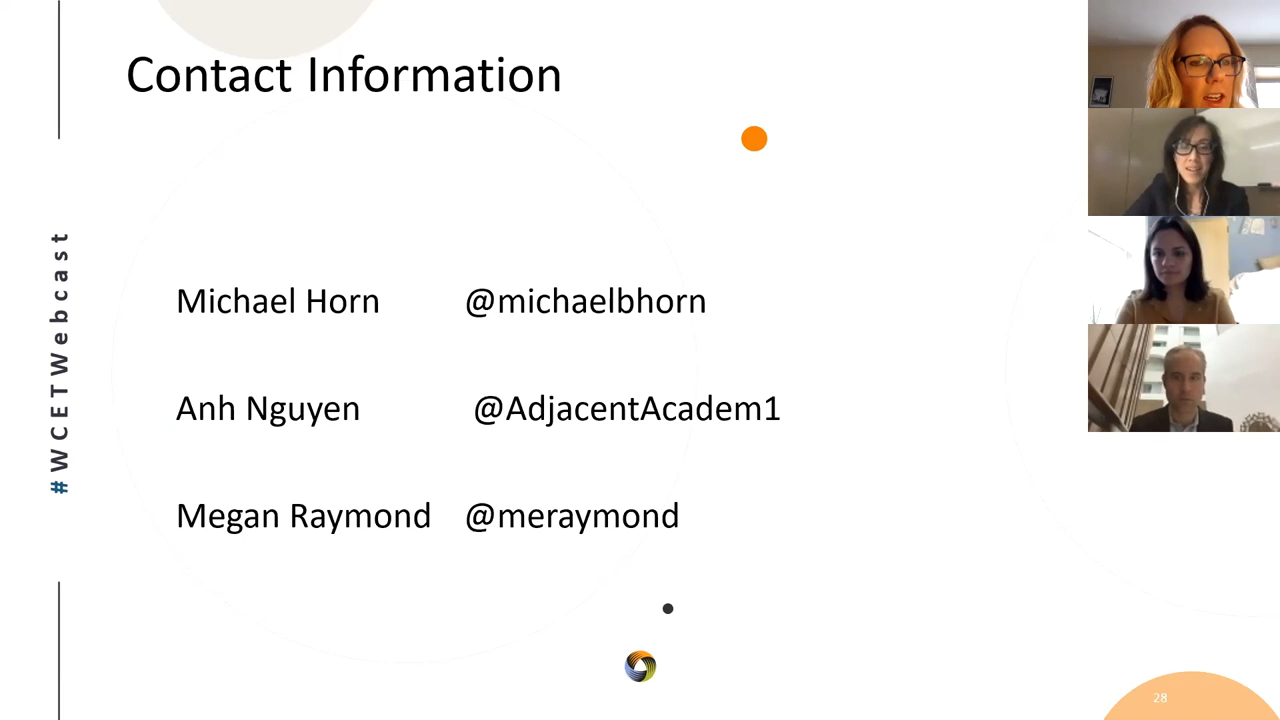 Contact Information
#WCETWebcast
Michael Horn @michaelbhorn
Anh Nguyen @AdjacentAcadem1
Megan Raymond @meraymond
28